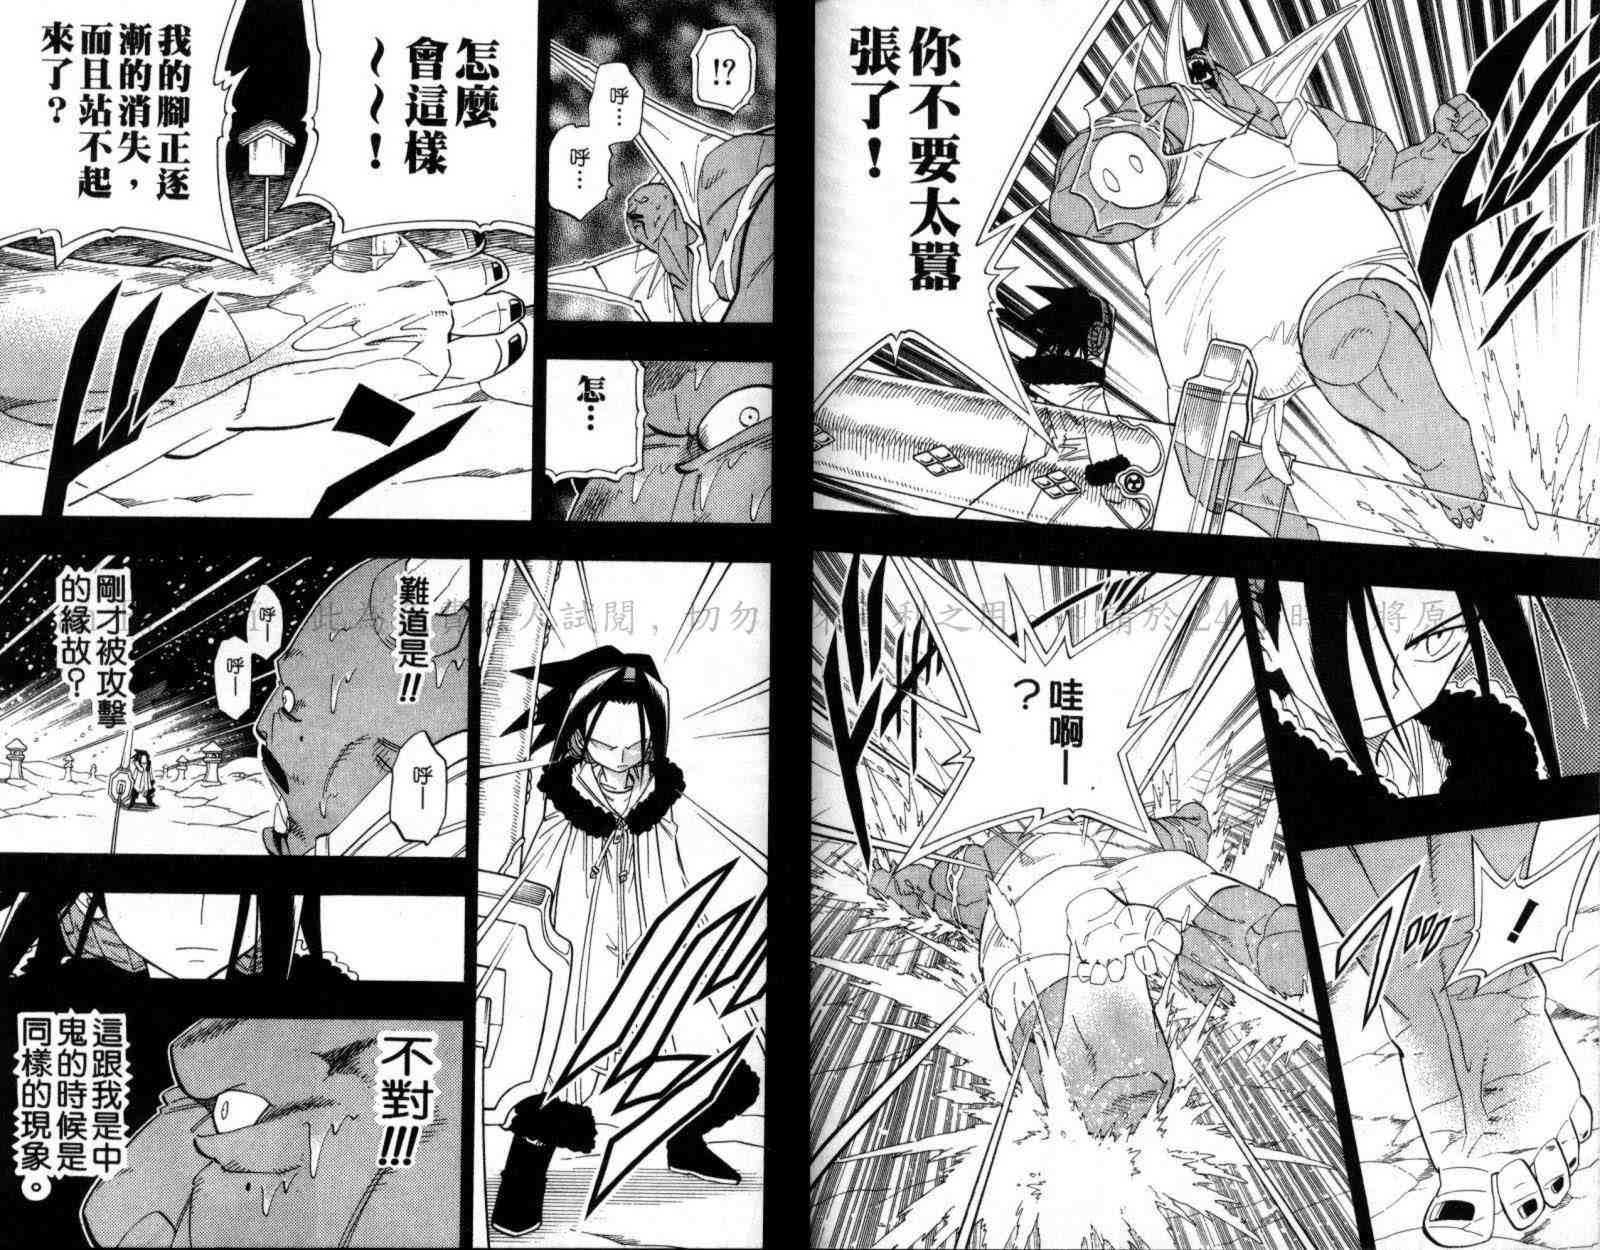 你不要太囂
張了！
！
哇啊－
？
!?
呼…
呼…
怎…
怎麼
會這樣
～～！
我的腳正逐
漸的消失，
而且站不起
來了？
難道是!!
呼－
呼－
呼－
剛才被攻擊
的緣故？
不對!!!
這跟我是中
鬼的時候是
同樣的現象。